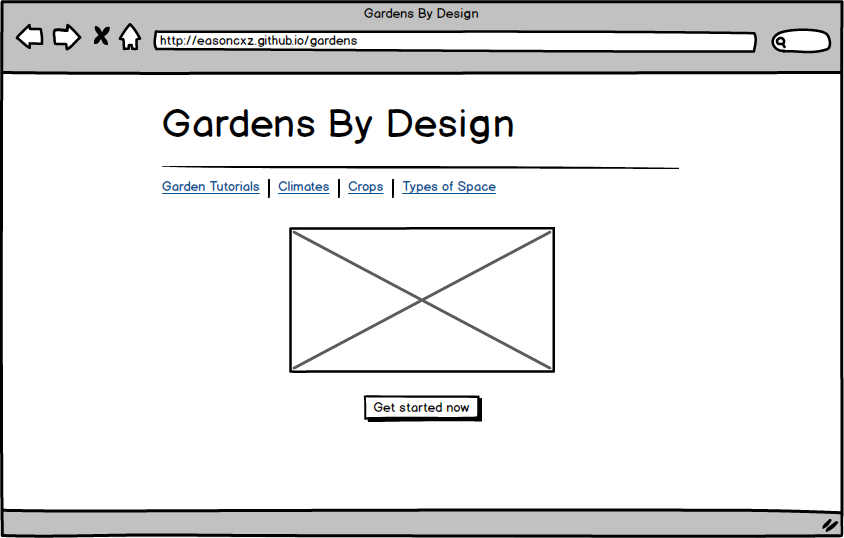 Gardens By Design
http://easoncxz.github.io/gardens
Gardens By Design
Garden Tutorials | Climates | Crops | Types of Space
Get started now